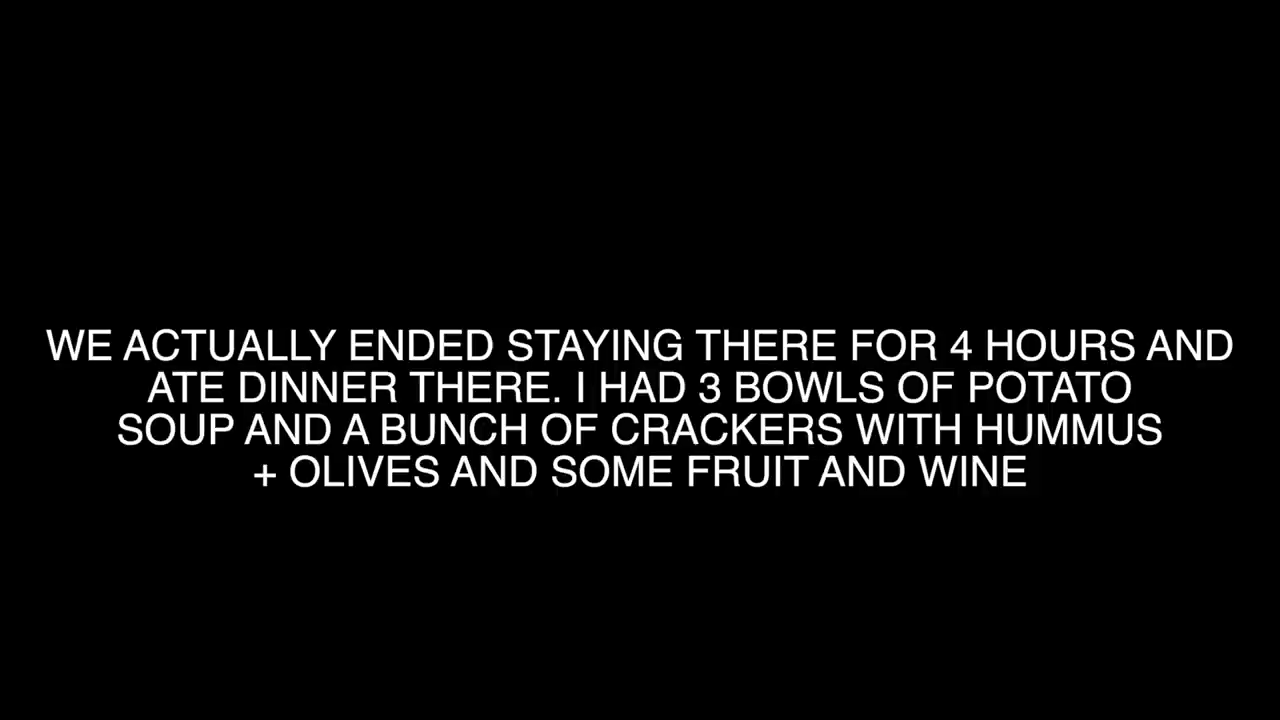 WE ACTUALLY ENDED STAYING THERE FOR 4 HOURS AND
ATE DINNER THERE. I HAD 3 BOWLS OF POTATO
SOUP AND A BUNCH OF CRACKERS WITH HUMMUS
+ OLIVES AND SOME FRUIT AND WINE